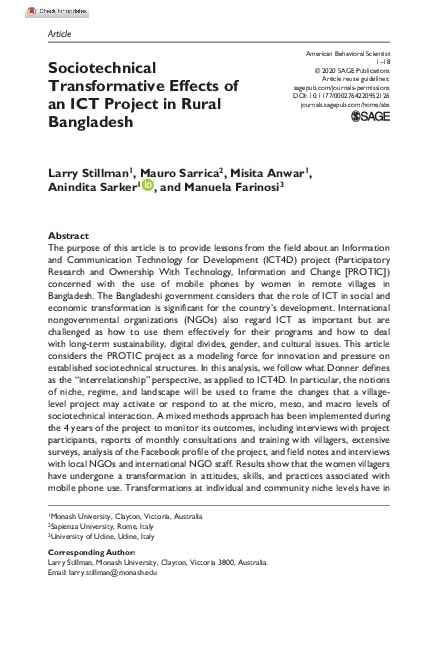 Check for updates
Article
American Behavioral Scientist
1–18
© 2020 SAGE Publications
Article reuse guidelines:
sagepub.com/journals-permissions
DOI: 10.1177/0002764220952126
journals.sagepub.com/home/abs
SAGE
Sociotechnical
Transformative Effects of
an ICT Project in Rural
Bangladesh
Larry Stillman1, Mauro Sarrica2, Misita Anwar1,
Anindita Sarker1 iD, and Manuela Farinosi3
Abstract
The purpose of this article is to provide lessons from the field about an Information
and Communication Technology for Development (ICT4D) project (Participatory
Research and Ownership With Technology, Information and Change [PROTIC])
concerned with the use of mobile phones by women in remote villages in
Bangladesh. The Bangladeshi government considers that the role of ICT in social and
economic transformation is significant for the country's development. International
nongovernmental organizations (NGOs) also regard ICT as important but are
challenged as how to use them effectively for their programs and how to deal
with long-term sustainability, digital divides, gender, and cultural issues. This article
considers the PROTIC project as a modeling force for innovation and pressure on
established sociotechnical structures. In this analysis, we follow what Donner defines
as the "interrelationship" perspective, as applied to ICT4D. In particular, the notions
of niche, regime, and landscape will be used to frame the changes that a village-
level project may activate or respond to at the micro, meso, and macro levels of
sociotechnical interaction. A mixed methods approach has been implemented during
the 4 years of the project to monitor its outcomes, including interviews with project
participants, reports of monthly consultations and training with villagers, extensive
surveys, analysis of the Facebook profile of the project, and field notes and interviews
with local NGOs and international NGO staff. Results show that the women villagers
have undergone a transformation in attitudes, skills, and practices associated with
mobile phone use. Transformations at individual and community niche levels have in
1Monash University, Clayton, Victoria, Australia
2Sapienza University, Rome, Italy
3University of Udine, Udine, Italy
Corresponding Author:
Larry Stillman, Monash University, Clayton, Victoria 3800, Australia.
Email: larry.stillman@monash.edu